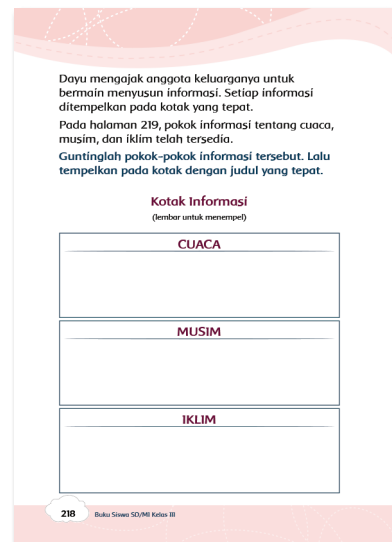 Dayu mengajak anggota keluarganya untuk
bermain menyusun informasi. Setiap informasi
ditempelkan pada kotak yang tepat.
Pada halaman 219, pokok informasi tentang cuaca,
musim, dan iklim telah tersedia.
Guntinglah pokok-pokok informasi tersebut. Lalu
tempelkan pada kotak dengan judul yang tepat.
Kotak Informasi
(lembar untuk menempel)
CUACA
MUSIM
IKLIM
218 Buku Siswa SD/MI Kelas III